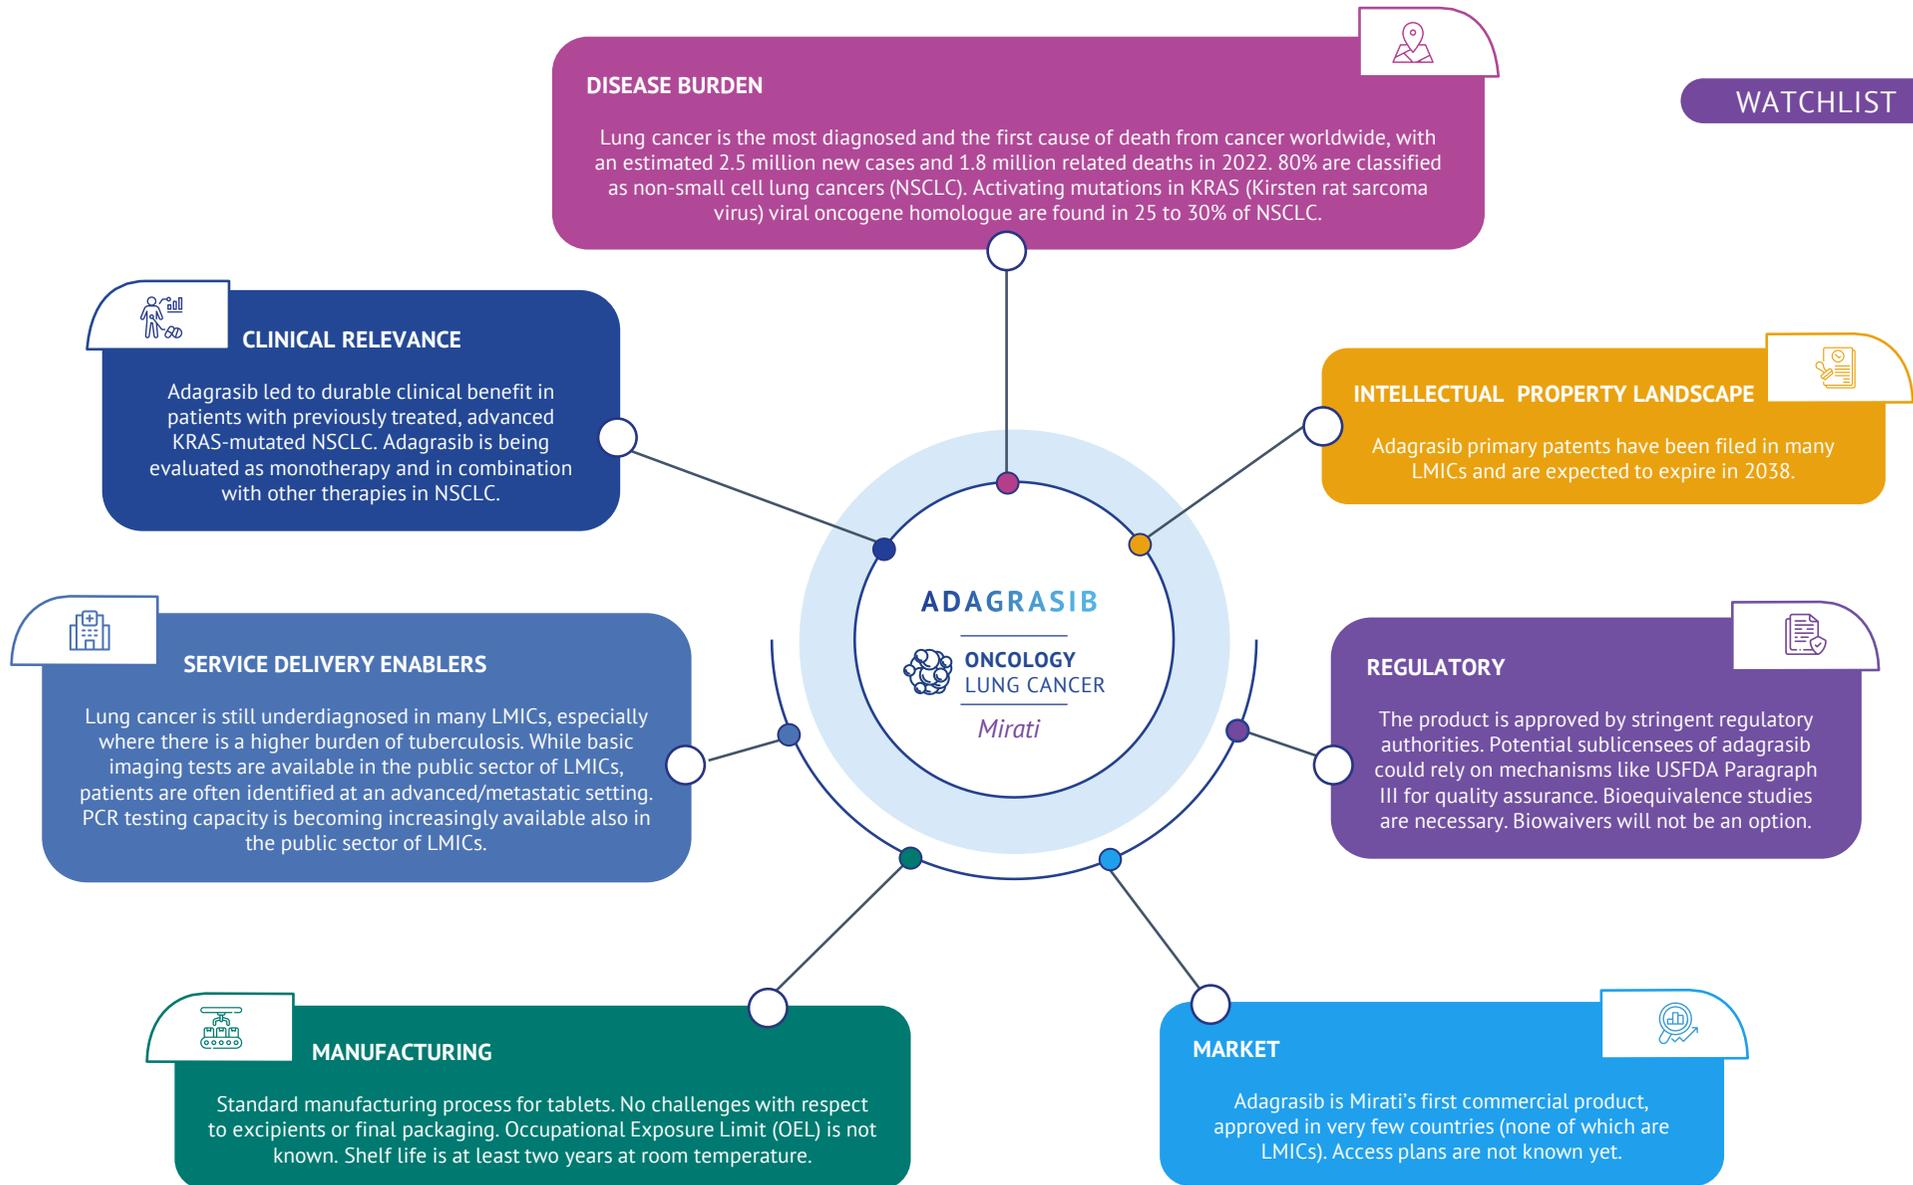 DISEASE BURDEN
Lung cancer is the most diagnosed and the first cause of death from cancer worldwide, with
an estimated 2.5 million new cases and 1.8 million related deaths in 2022. 80% are classified
as non-small cell lung cancers (NSCLC). Activating mutations in KRAS (Kirsten rat sarcoma
virus) viral oncogene homologue are found in 25 to 30% of NSCLC.
WATCHLIST
CLINICAL RELEVANCE
Adagrasib led to durable clinical benefit in
patients with previously treated, advanced
KRAS-mutated NSCLC. Adagrasib is being
evaluated as monotherapy and in combination
with other therapies in NSCLC.
INTELLECTUAL PROPERTY LANDSCAPE
Adagrasib primary patents have been filed in many
LMICs and are expected to expire in 2038.
ADAGRASIB
ONCOLOGY
LUNG CANCER
Mirati
SERVICE DELIVERY ENABLERS
Lung cancer is still underdiagnosed in many LMICs, especially
where there is a higher burden of tuberculosis. While basic
imaging tests are available in the public sector of LMICs,
patients are often identified at an advanced/metastatic setting.
PCR testing capacity is becoming increasingly available also in
the public sector of LMICs.
REGULATORY
The product is approved by stringent regulatory
authorities. Potential sublicensees of adagrasib
could rely on mechanisms like USFDA Paragraph
III for quality assurance. Bioequivalence studies
are necessary. Biowaivers will not be an option.
MANUFACTURING
Standard manufacturing process for tablets. No challenges with respect
to excipients or final packaging. Occupational Exposure Limit (OEL) is not
known. Shelf life is at least two years at room temperature.
MARKET
Adagrasib is Mirati's first commercial product,
approved in very few countries (none of which are
LMICs). Access plans are not known yet.